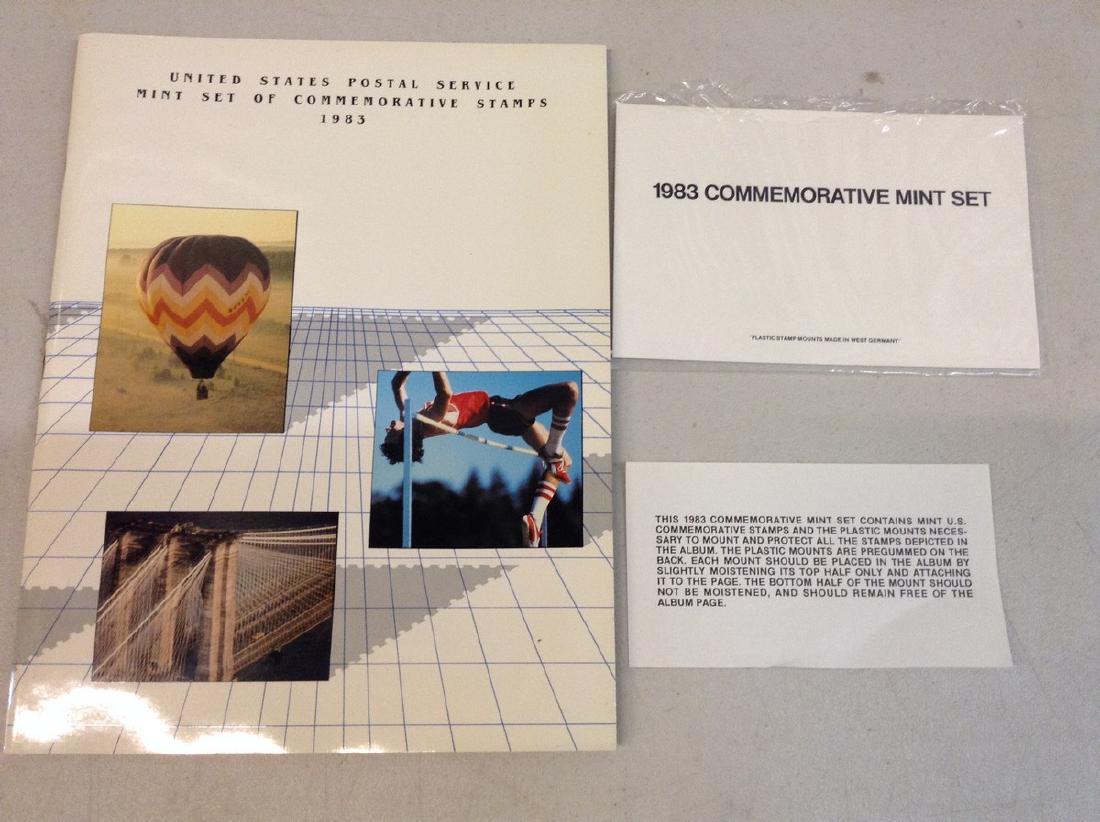 UNITED STATES POSTAL SERVICE
MINT SET OF COMMEMORATIVE STAMPS
1983
1983 COMMEMORATIVE MINT SET
"PLASTIC STAMP MOUNTS MADE IN WEST GERMANY"
THIS 1983 COMMEMORATIVE MINT SET CONTAINS MINT U.S.
COMMEMORATIVE STAMPS AND THE PLASTIC MOUNTS NECES-
SARY TO MOUNT AND PROTECT ALL THE STAMPS DEPICTED IN
THE ALBUM. THE PLASTIC MOUNTS ARE PREGUMMED ON THE
BACK. EACH MOUNT SHOULD BE PLACED IN THE ALBUM BY
SLIGHTLY MOISTENING ITS TOP HALF ONLY AND ATTACHING
IT TO THE PAGE. THE BOTTOM HALF OF THE MOUNT SHOULD
NOT BE MOISTENED, AND SHOULD REMAIN FREE OF THE
ALBUM PAGE.